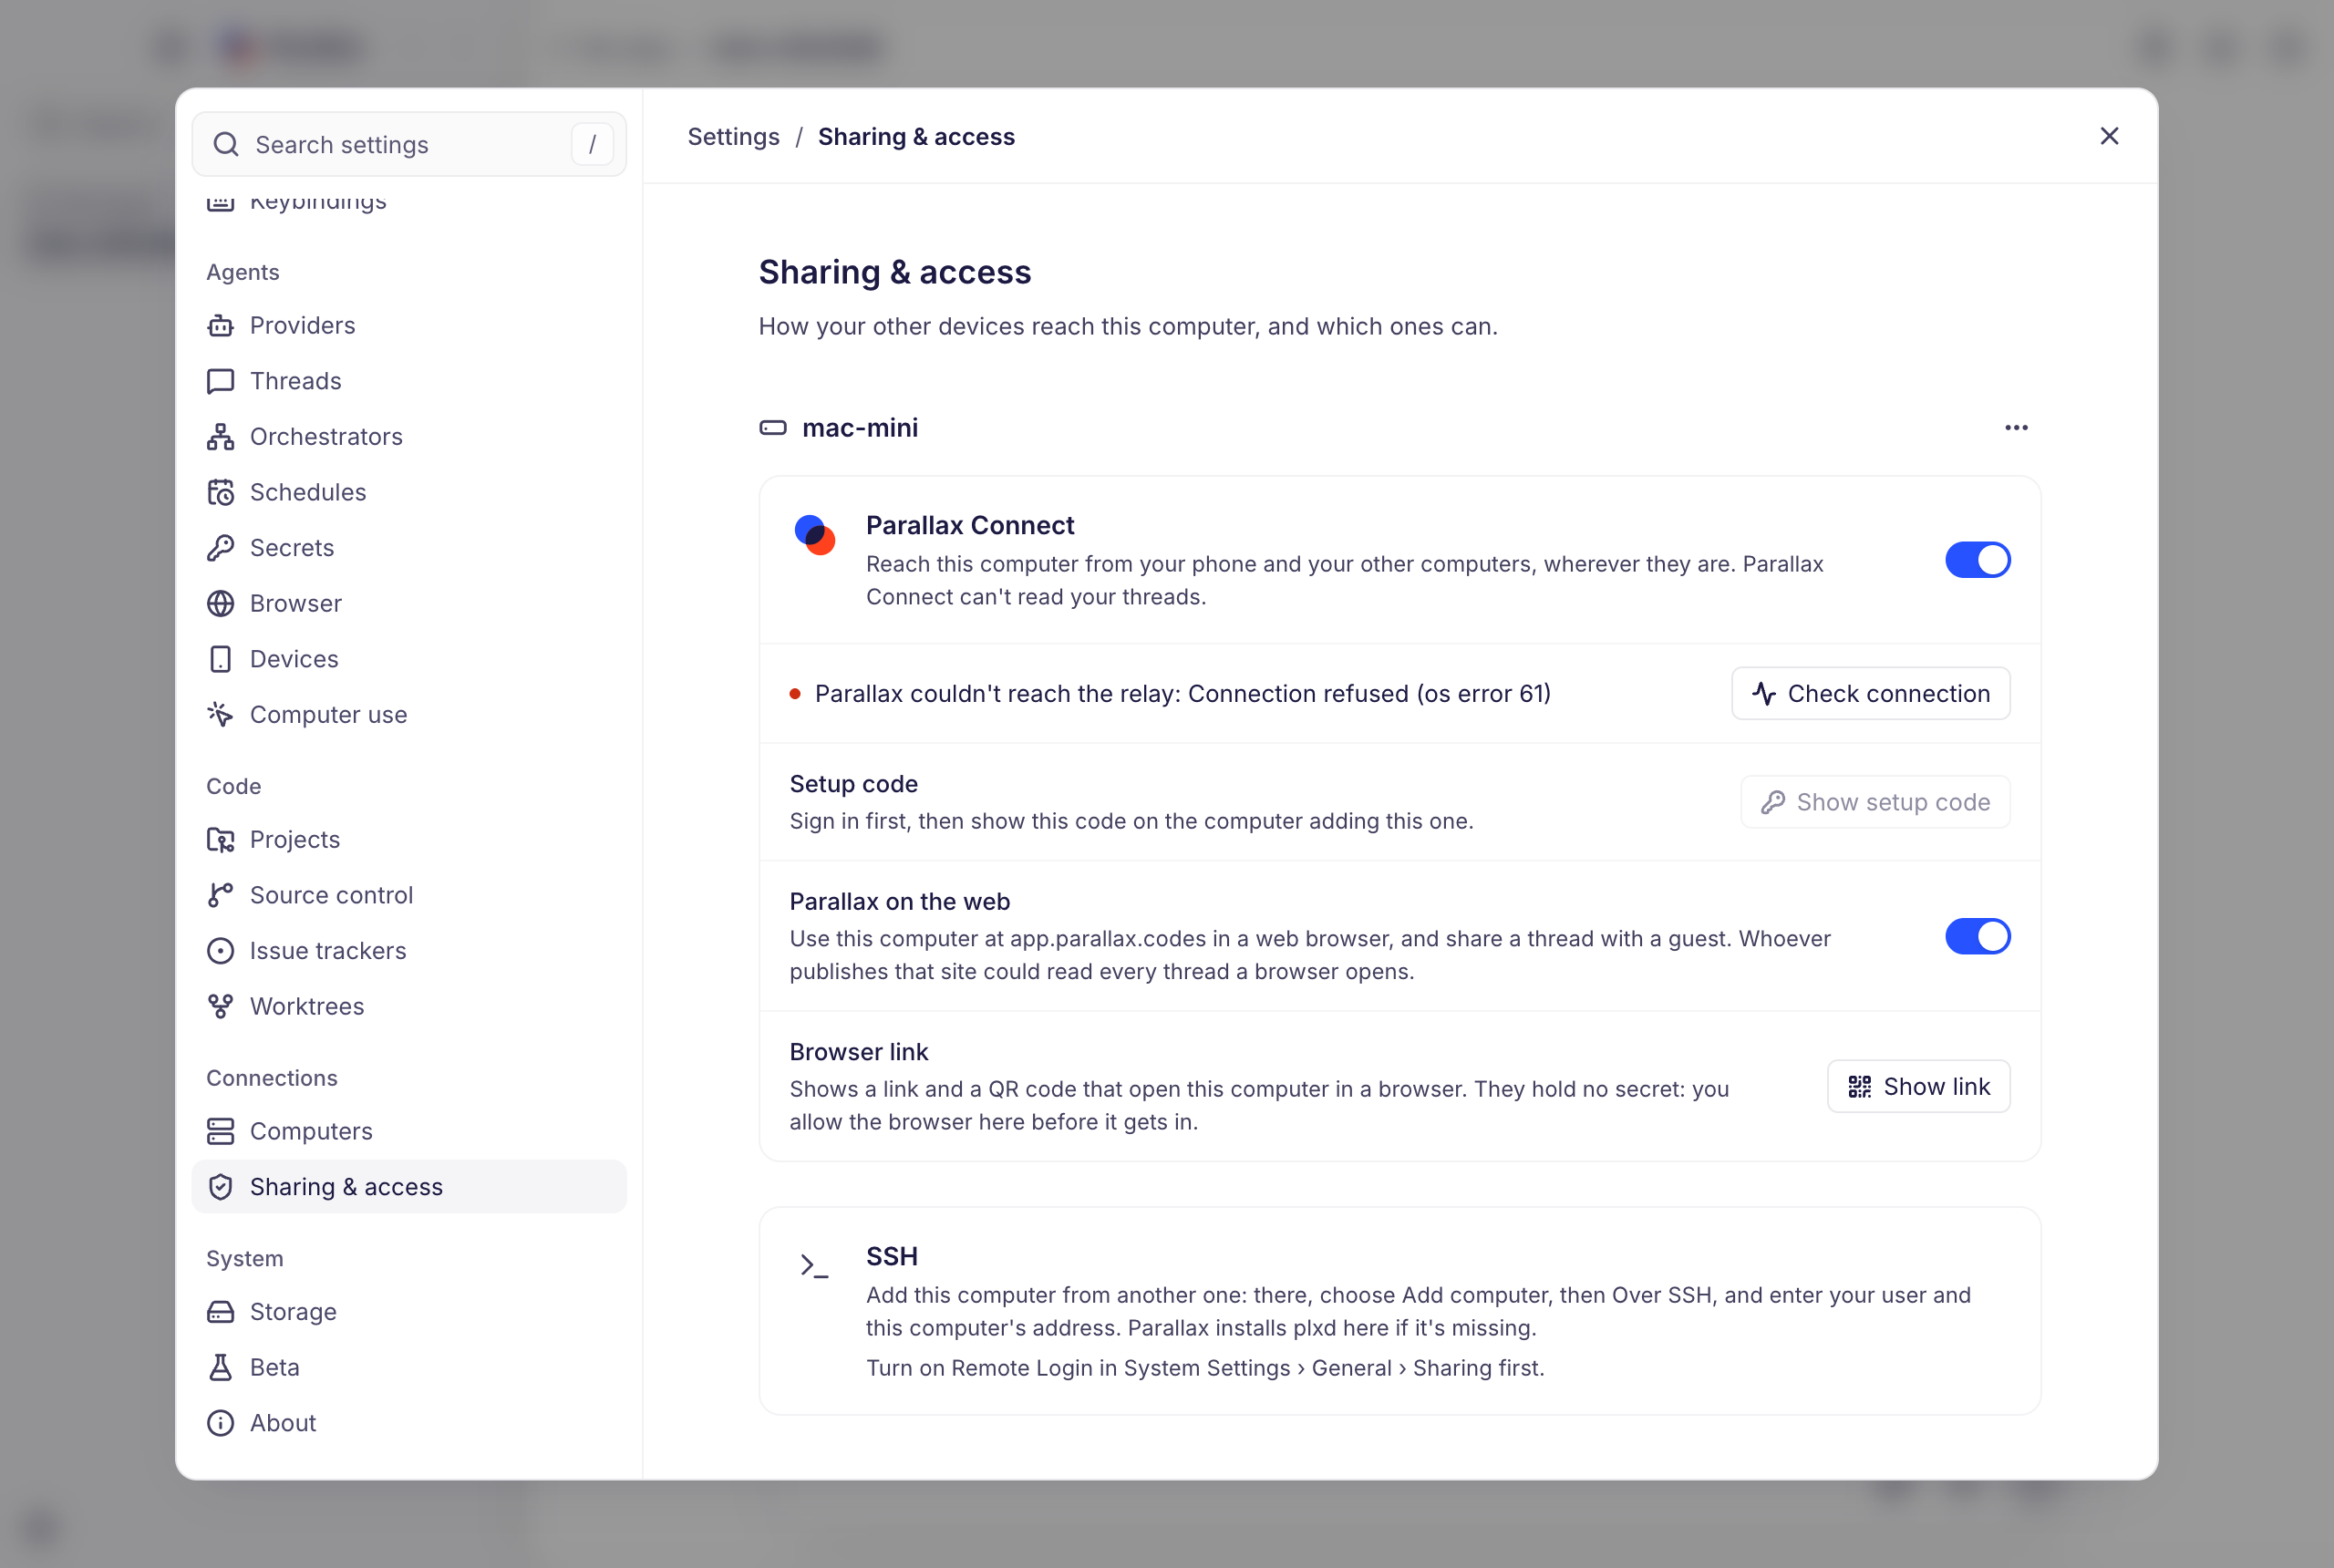 Search settings
/
Keybindings
Agents
Providers
Threads
Orchestrators
Schedules
Secrets
Browser
Devices
Computer use
Code
Projects
Source control
Issue trackers
Worktrees
Connections
Computers
Sharing & access
System
Storage
Beta
About
Settings / Sharing & access
Sharing & access
How your other devices reach this computer, and which ones can.
mac-mini
Parallax Connect
Reach this computer from your phone and your other computers, wherever they are. Parallax
Connect can't read your threads.
Parallax couldn't reach the relay: Connection refused (os error 61)
Check connection
Setup code
Sign in first, then show this code on the computer adding this one.
Show setup code
Parallax on the web
Use this computer at app.parallax.codes in a web browser, and share a thread with a guest. Whoever
publishes that site could read every thread a browser opens.
Browser link
Shows a link and a QR code that open this computer in a browser. They hold no secret: you
allow the browser here before it gets in.
Show link
SSH
Add this computer from another one: there, choose Add computer, then Over SSH, and enter your user and
this computer's address. Parallax installs plxd here if it's missing.
Turn on Remote Login in System Settings › General › Sharing first.